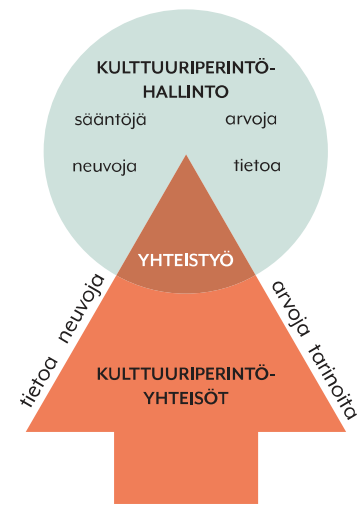 KULTTUURIPERINTÖ-
HALLINTO
sääntöjä
arvoja
neuvoja
tietoa
YHTEISTYÖ
tietoa neuvoja
arvoja tarinoita
KULTTUURIPERINTÖ-
YHTEISÖT